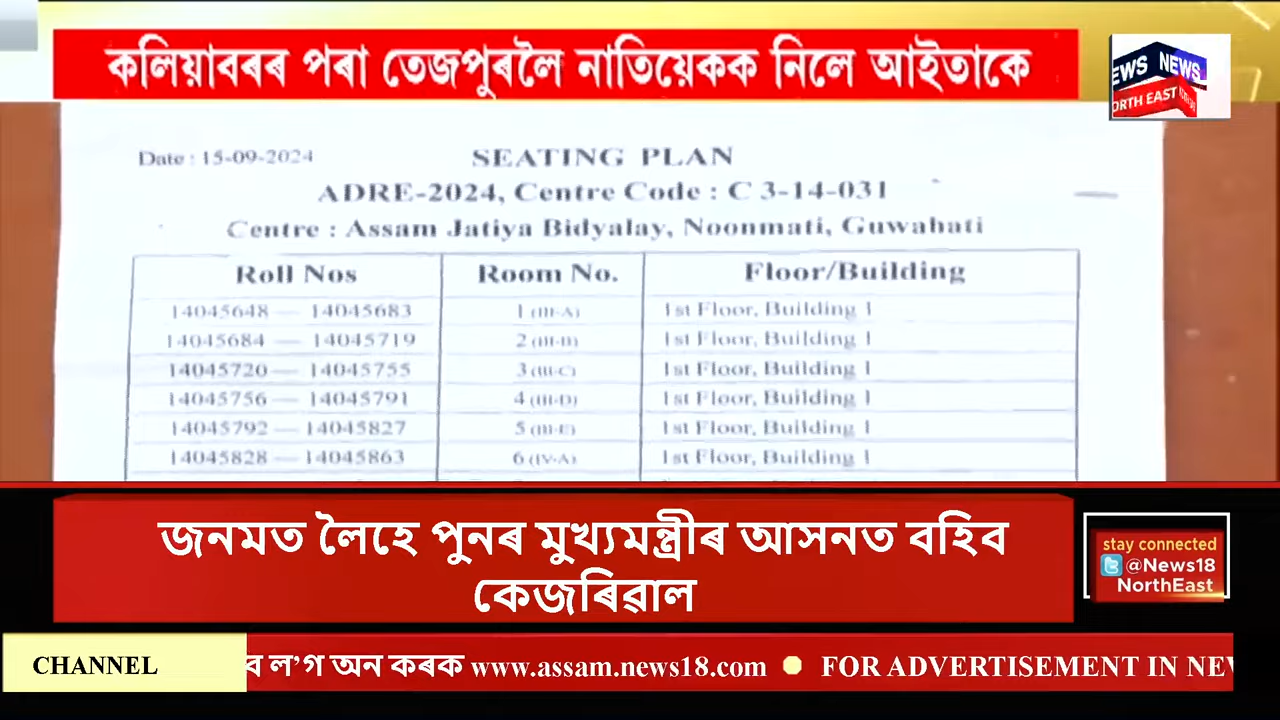 কলিয়াবৰৰ পৰা তেজপুৰলৈ নাতিয়েকক নিলে আইতাকে
EWS NEWS
ORTH EAST
Date : 15-09-2024
SEATING PLAN
ADRE-2024, Centre Code : C 3-14-031
Centre : Assam Jatiya Bidyalay, Noonmati, Guwahati
Roll Nos Room No. Floor/Building
14045648 — 14045683 1 (III-A) 1st Floor, Building 1
14045684 — 14045719 2 (III-B) 1st Floor, Building 1
14045720 — 14045755 3 (III-C) 1st Floor, Building 1
14045756 — 14045791 4 (III-D) 1st Floor, Building 1
14045792 — 14045827 5 (III-E) 1st Floor, Building 1
14045828 — 14045863 6 (IV-A) 1st Floor, Building 1
জনমত লৈহে পুনৰ মুখ্যমন্ত্ৰীৰ আসনত বহিব
কেজৰিৱাল
stay connected
@News18
NorthEast
CHANNEL ল'গ অন কৰক www.assam.news18.com FOR ADVERTISEMENT IN NEW